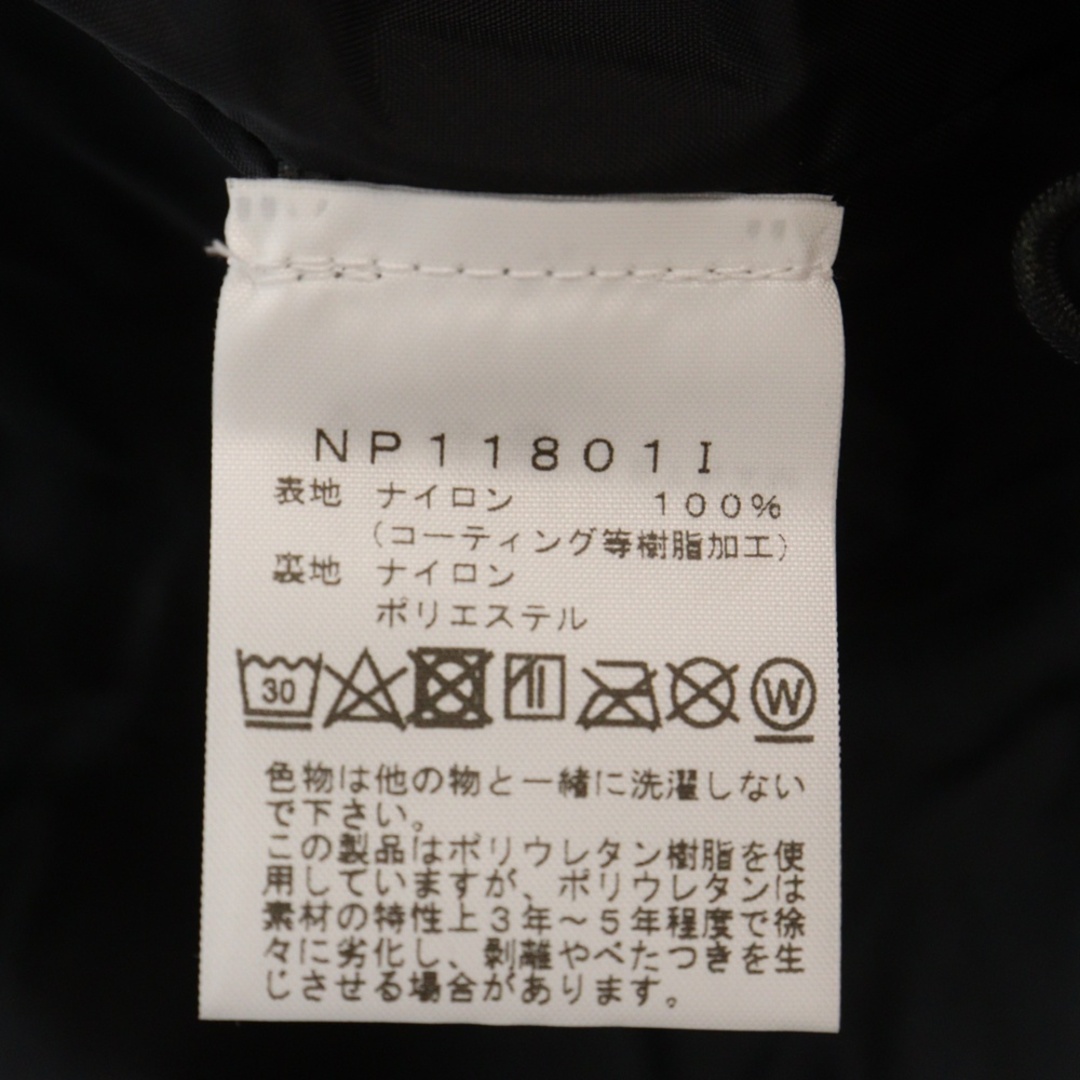 NP11801I
表地 ナイロン 100%
(コーティング等樹脂加工)
裏地 ナイロン
ポリエステル
30 W
色物は他の物と一緒に洗濯しない
で下さい。
この製品はポリウレタン樹脂を使
用していますが、ポリウレタンは
素材の特性上3年～5年程度で徐
々に劣化し、剥離やべたつきを生
じさせる場合があります。